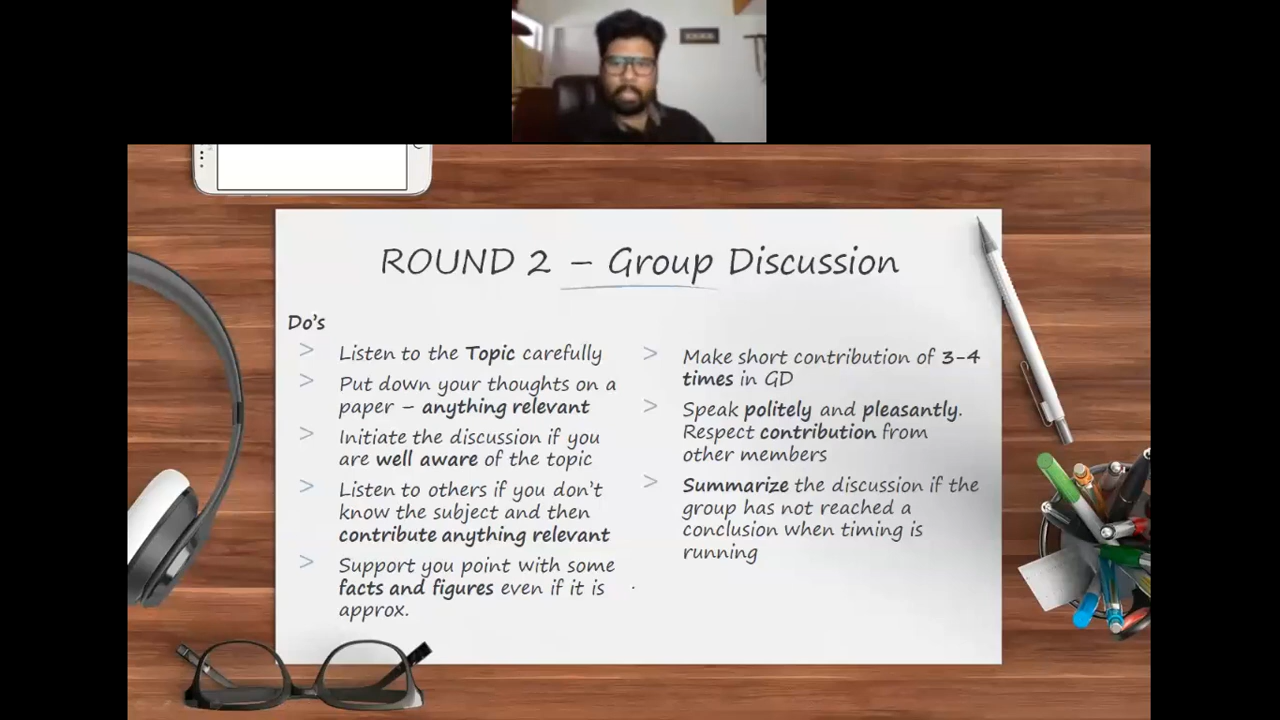 ROUND 2 – Group Discussion
Do's
> Listen to the Topic carefully
> Put down your thoughts on a
paper – anything relevant
> Initiate the discussion if you
are well aware of the topic
> Listen to others if you don't
know the subject and then
contribute anything relevant
> Support you point with some
facts and figures even if it is
approx.
> Make short contribution of 3-4
times in GD
> Speak politely and pleasantly.
Respect contribution from
other members
> Summarize the discussion if the
group has not reached a
conclusion when timing is
running